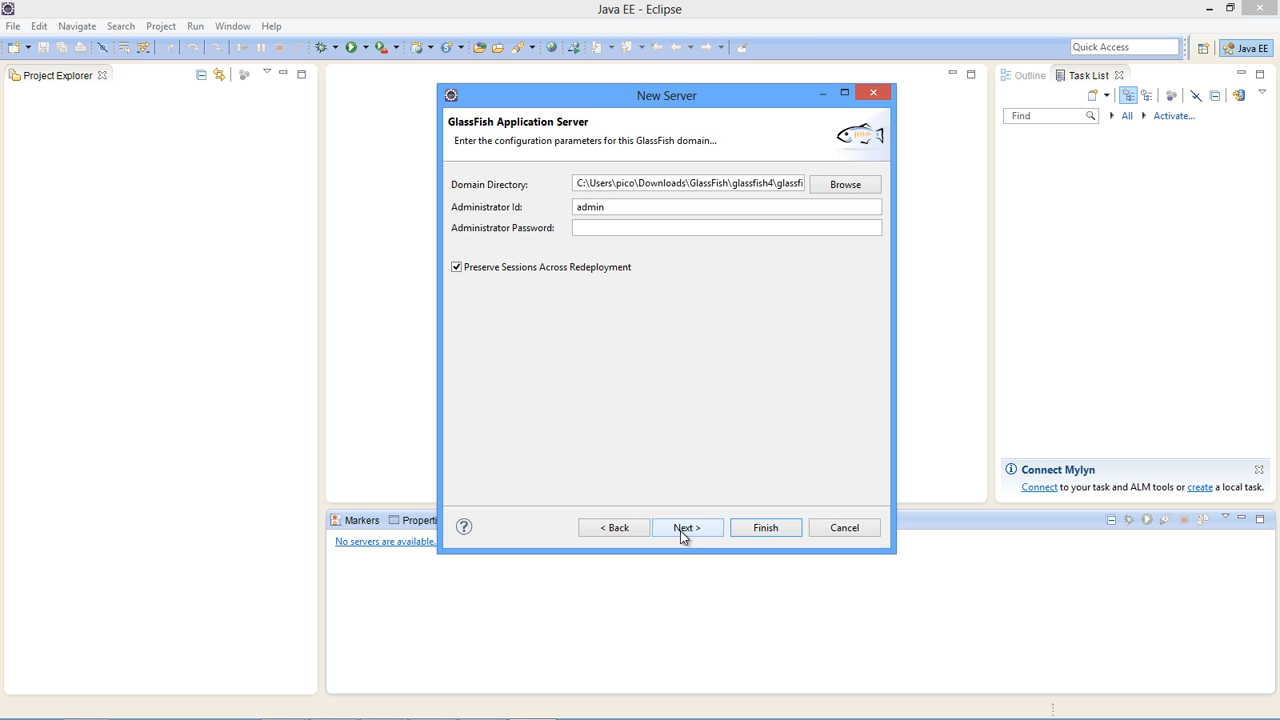 Java EE - Eclipse
File Edit Navigate Search Project Run Window Help
Quick Access
Java EE
Project Explorer
Outline
Task List
Find
All
Activate...
New Server
GlassFish Application Server
Enter the configuration parameters for this GlassFish domain...
Domain Directory:
C:\Users\pico\Downloads\GlassFish\glassfish4\glassfi
Browse
Administrator Id:
admin
Administrator Password:
Preserve Sessions Across Redeployment
Connect Mylyn
Connect to your task and ALM tools or create a local task.
Markers
Properti
No servers are available.
< Back
Next >
Finish
Cancel